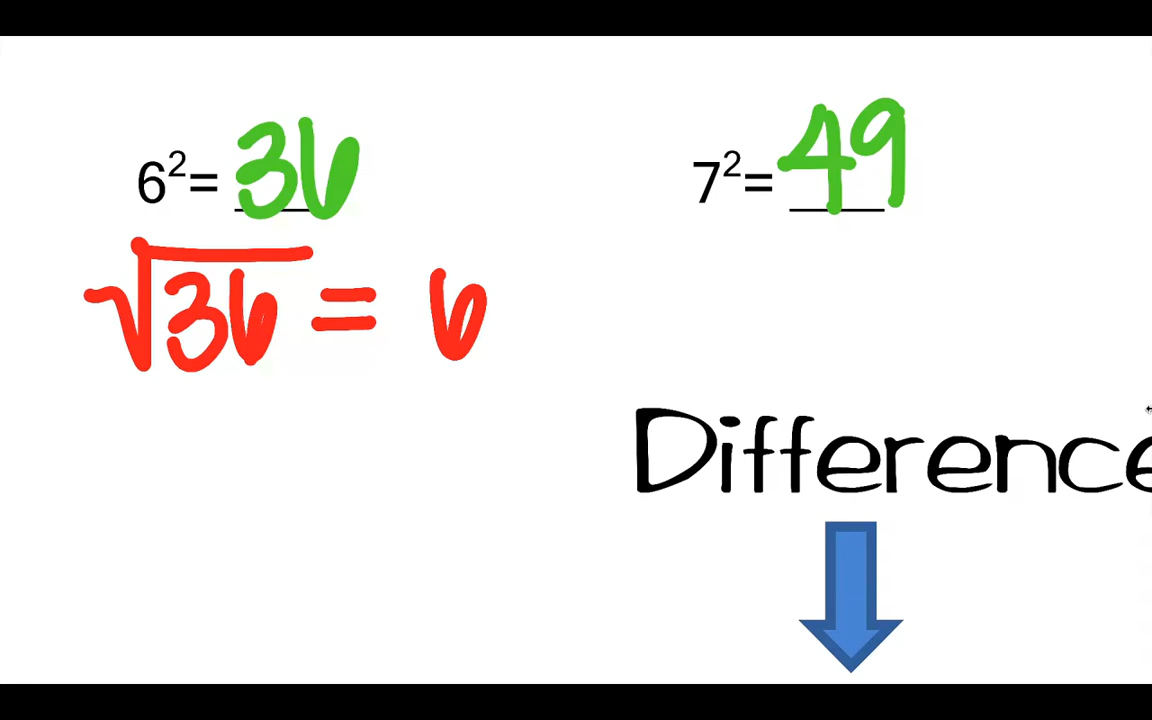 6²= 36
7²= 49
√36 = 6
Difference